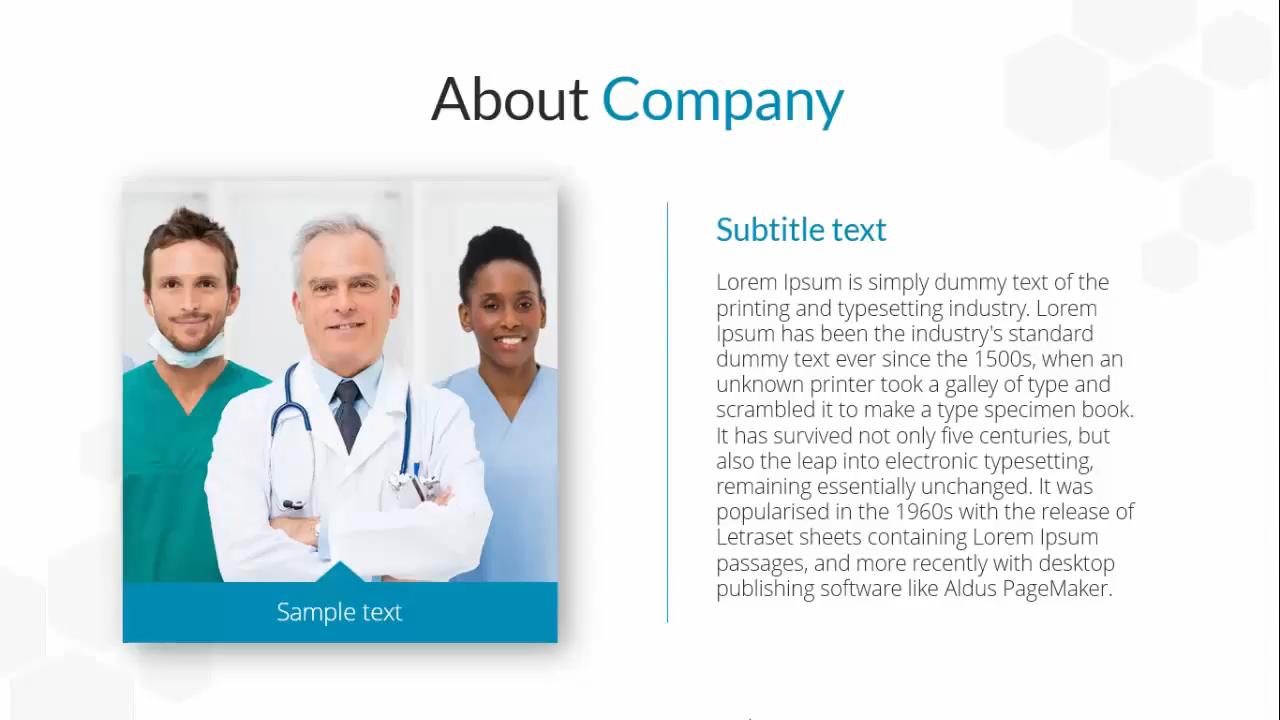 About Company
Subtitle text
Lorem Ipsum is simply dummy text of the
printing and typesetting industry. Lorem
Ipsum has been the industry's standard
dummy text ever since the 1500s, when an
unknown printer took a galley of type and
scrambled it to make a type specimen book.
It has survived not only five centuries, but
also the leap into electronic typesetting,
remaining essentially unchanged. It was
popularised in the 1960s with the release of
Letraset sheets containing Lorem Ipsum
passages, and more recently with desktop
publishing software like Aldus PageMaker.
Sample text